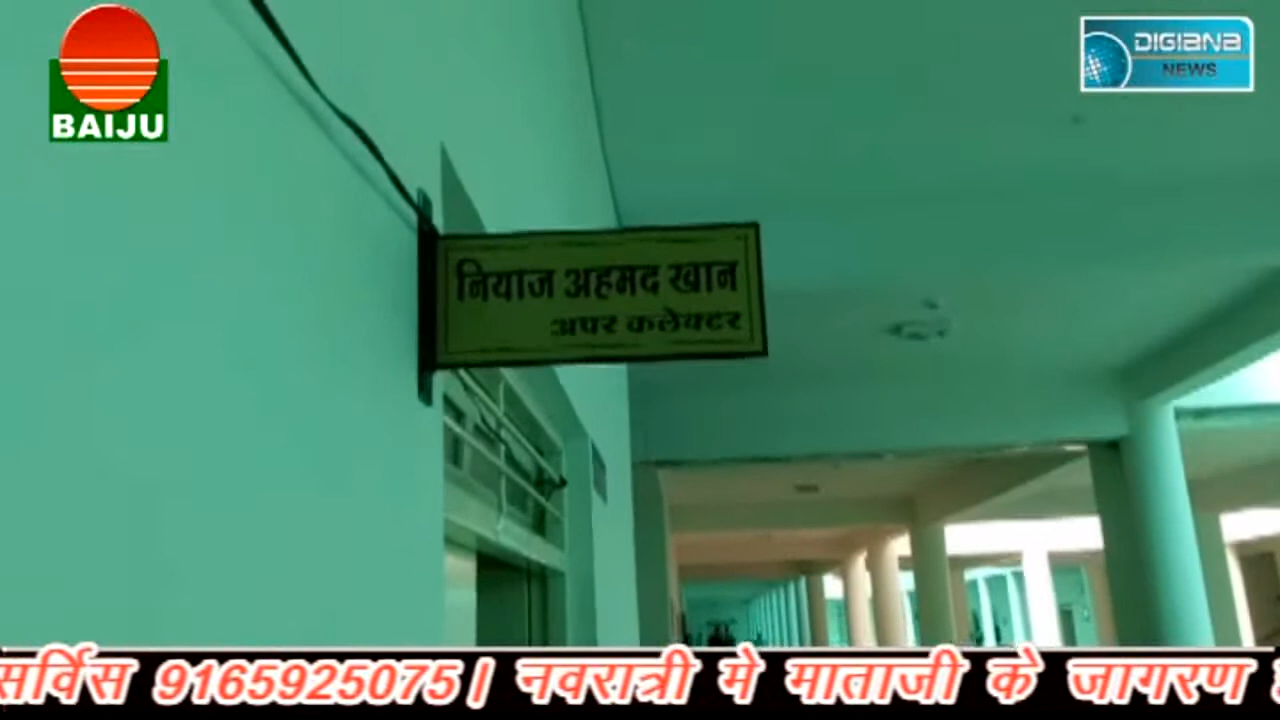 BAIJU
DIGIANA
NEWS
नियाज अहमद खान
अपर कलेक्टर
सर्विस 9165925075। नवरात्री मे माताजी के जागरण